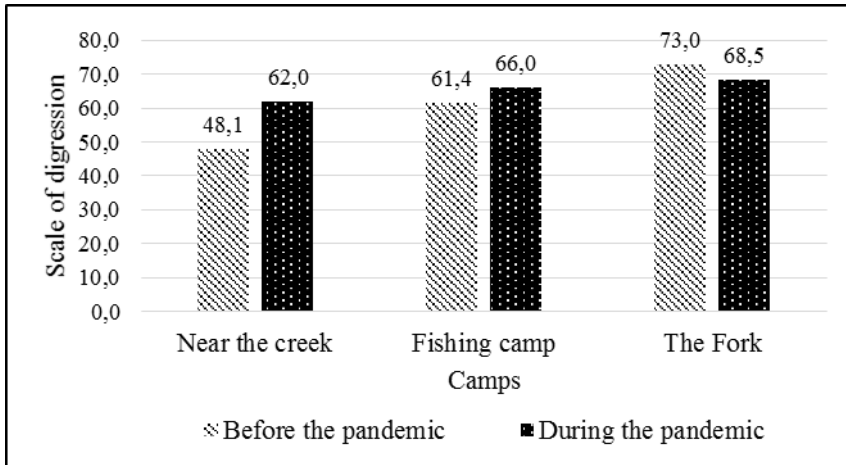 Scale of digression
80,0
70,0
60,0
50,0
40,0
30,0
20,0
10,0
0,0
48,1
62,0
61,4
66,0
73,0
68,5
Near the creek
Fishing camp
The Fork
Camps
Before the pandemic
During the pandemic